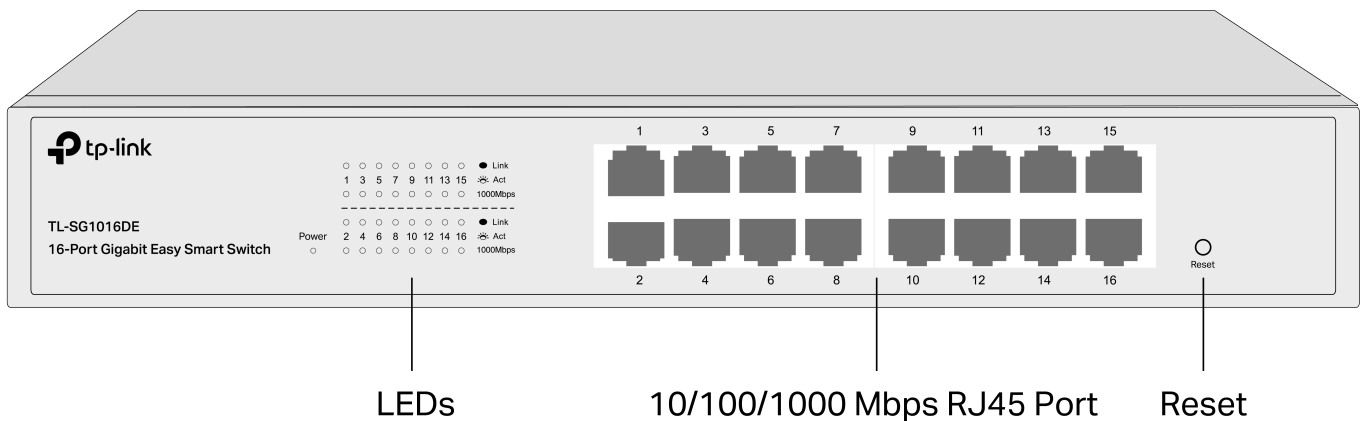 tp-link
TL-SG1016DE
16-Port Gigabit Easy Smart Switch
Power
Link
1 3 5 7 9 11 13 15 Act
1000Mbps
Link
2 4 6 8 10 12 14 16 Act
1000Mbps
1 3 5 7 9 11 13 15
2 4 6 8 10 12 14 16
Reset
LEDs
10/100/1000 Mbps RJ45 Port
Reset